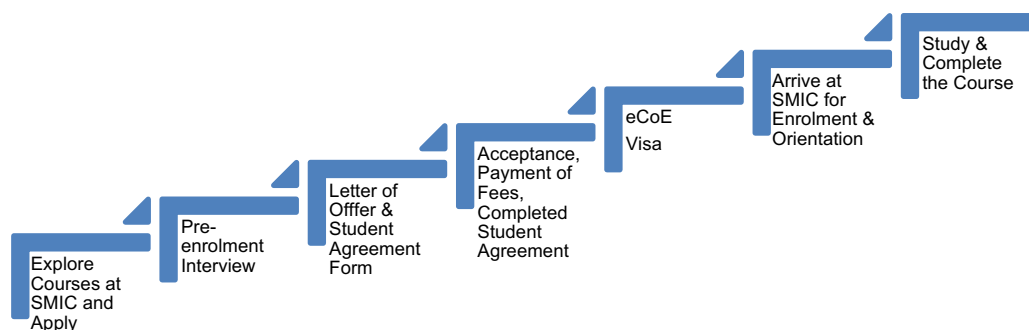 Explore
Courses at
SMIC and
Apply
Pre-
enrolment
Interview
Letter of
Offfer &
Student
Agreement
Form
Acceptance,
Payment of
Fees,
Completed
Student
Agreement
eCoE
Visa
Arrive at
SMIC for
Enrolment &
Orientation
Study &
Complete
the Course